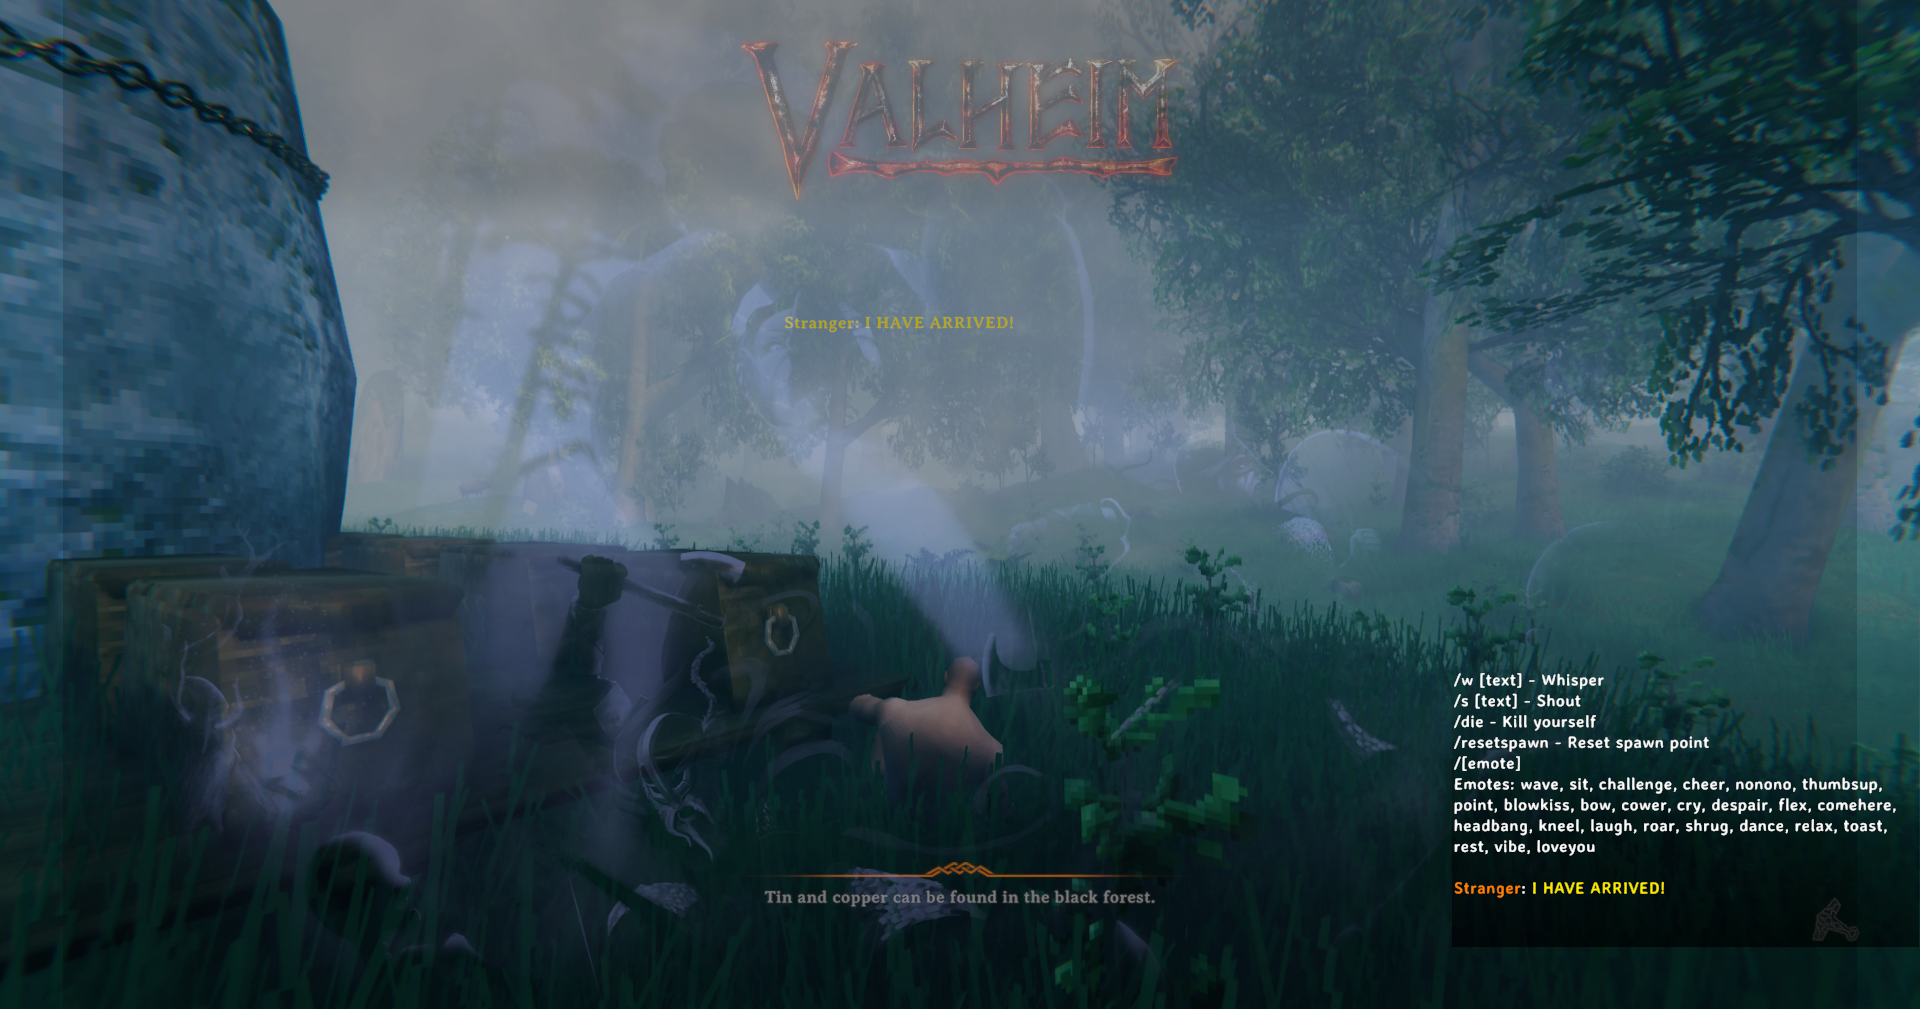 VALHEIM
Stranger: I HAVE ARRIVED!
/w [text] - Whisper
/s [text] - Shout
/die - Kill yourself
/resetspawn - Reset spawn point
/[emote]
Emotes: wave, sit, challenge, cheer, nonono, thumbsup,
point, blowkiss, bow, cower, cry, despair, flex, comehere,
headbang, kneel, laugh, roar, shrug, dance, relax, toast,
rest, vibe, loveyou
Stranger: I HAVE ARRIVED!
Tin and copper can be found in the black forest.